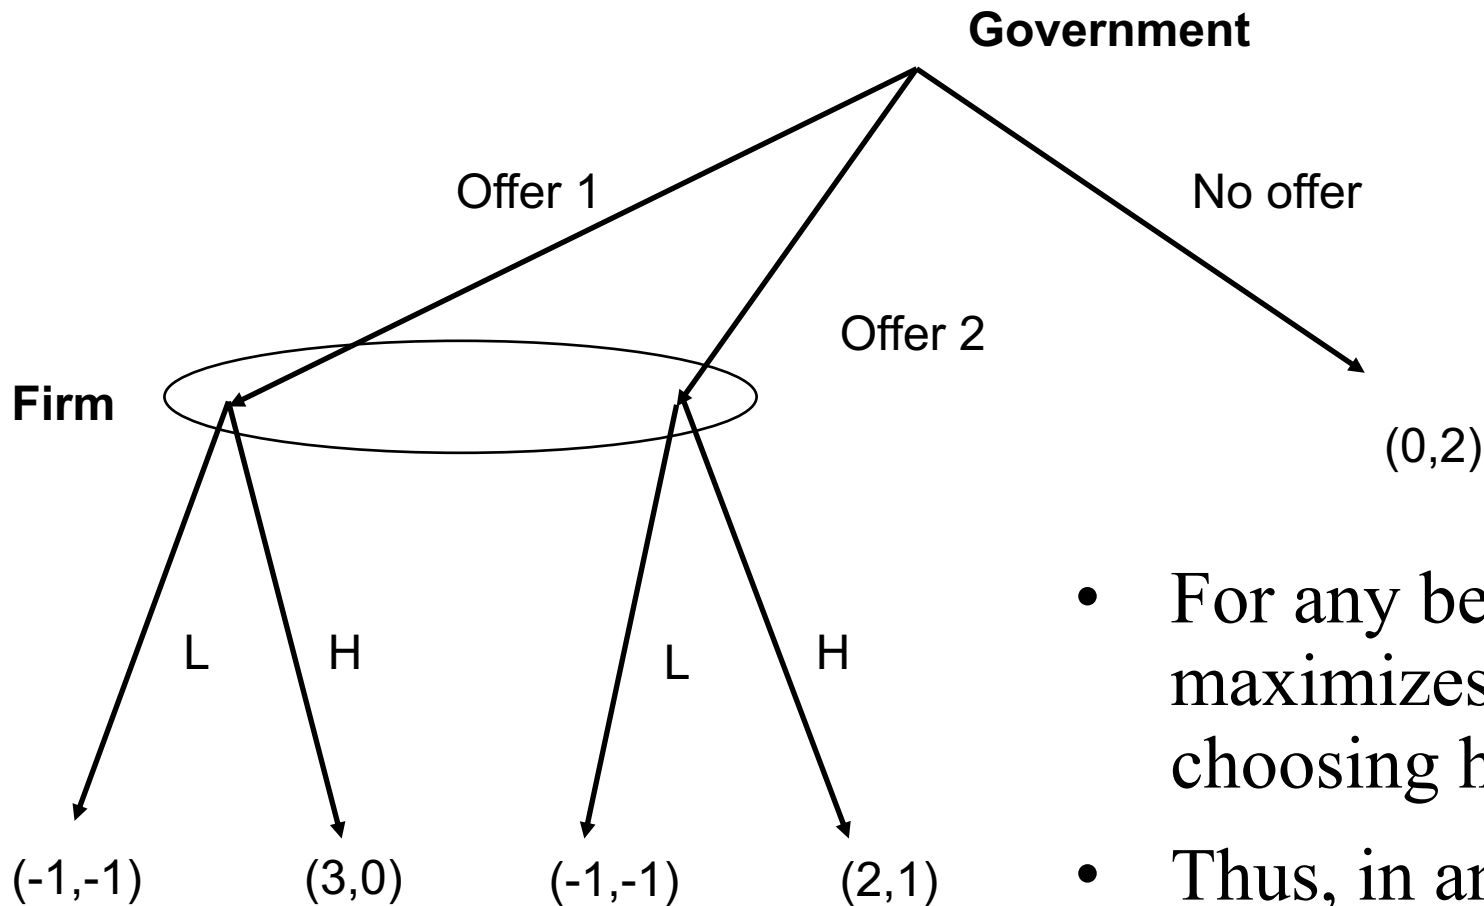 Government
Offer 1
No offer
Offer 2
Firm
(0,2)
L
H
L
H
(-1,-1)
(3,0)
(-1,-1)
(2,1)
• For any be
maximizes
choosing h
• Thus, in an